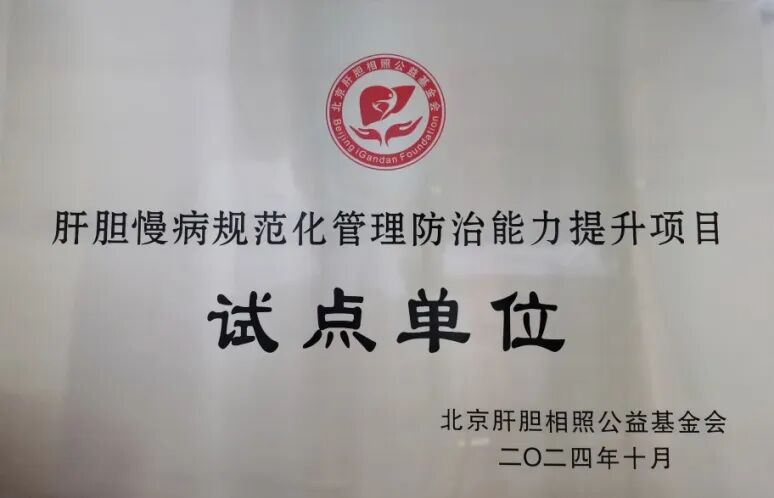 北京肝胆相照公益基金会
Beijing iGandan Foundation
肝胆慢病规范化管理防治能力提升项目
试点单位
北京肝胆相照公益基金会
二〇二四年十月